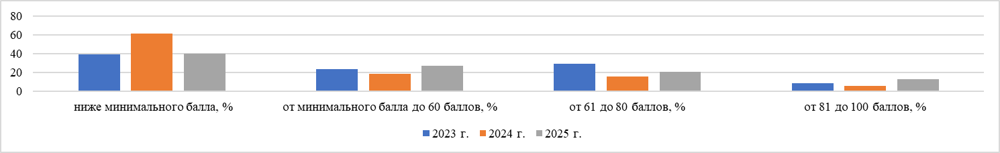 80
60
40
20
0
ниже минимального балла, %
от минимального балла до 60 баллов, %
от 61 до 80 баллов, %
от 81 до 100 баллов, %
2023 г.
2024 г.
2025 г.